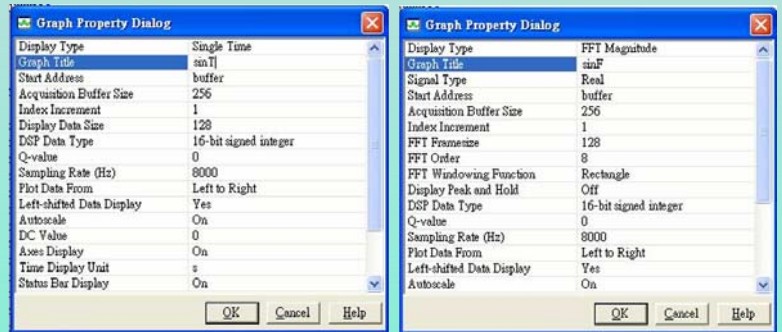 Graph Property Dialog
Display Type Single Time
Graph Title sinT
Start Address buffer
Acquisition Buffer Size 256
Index Increment 1
Display Data Size 128
DSP Data Type 16-bit signed integer
Q-value 0
Sampling Rate (Hz) 8000
Plot Data From Left to Right
Left-shifted Data Display Yes
Autoscale On
DC Value 0
Axes Display On
Time Display Unit s
Status Bar Display On
OK Cancel Help
Graph Property Dialog
Display Type FFT Magnitude
Graph Title sinF
Signal Type Real
Start Address buffer
Acquisition Buffer Size 256
Index Increment 1
FFT Framesize 128
FFT Order 8
FFT Windowing Function Rectangle
Display Peak and Hold Off
DSP Data Type 16-bit signed integer
Q-value 0
Sampling Rate (Hz) 8000
Plot Data From Left to Right
Left-shifted Data Display Yes
Autoscale On
OK Cancel Help